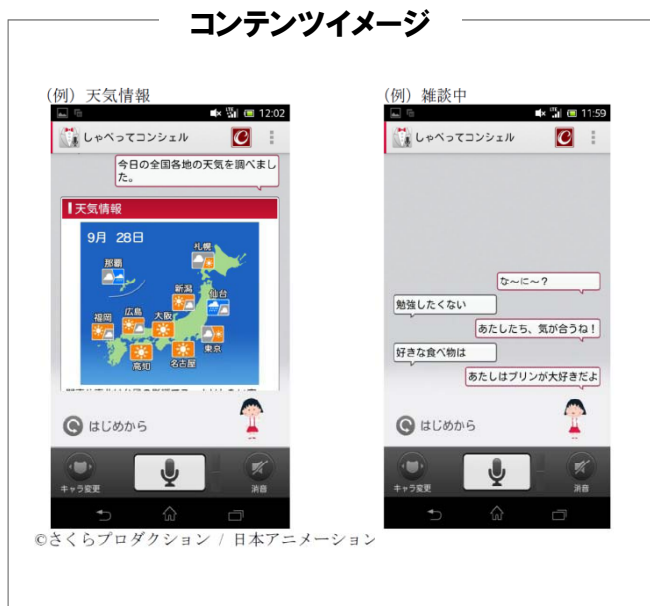 コンテンツイメージ
（例）天気情報
12:02
しゃべってコンシェル
今日の全国各地の天気を調べまし
た。
天気情報
9月 28日
札幌
那覇
新潟
仙台
広島
大阪
福岡
東京
高知
名古屋
はじめから
キャラ変更
消音
（例）雑談中
11:59
しゃべってコンシェル
な～に～？
勉強したくない
あたしたち、気が合うね！
好きな食べ物は
あたしはプリンが大好きだよ
はじめから
キャラ変更
消音
©さくらプロダクション / 日本アニメーション